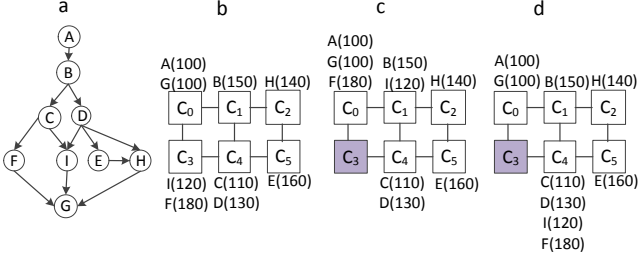 a
b
c
d
A
B
C
D
F
I
E
H
G
A(100)
G(100)
B(150)
H(140)
C0
C1
C2
C3
C4
C5
I(120)
F(180)
C(110)
D(130)
E(160)
A(100)
G(100)
F(180)
B(150)
I(120)
H(140)
C0
C1
C2
C3
C4
C5
C(110)
D(130)
E(160)
A(100)
G(100)
B(150)
H(140)
C0
C1
C2
C3
C4
C5
C(110)
D(130)
I(120)
F(180)
E(160)